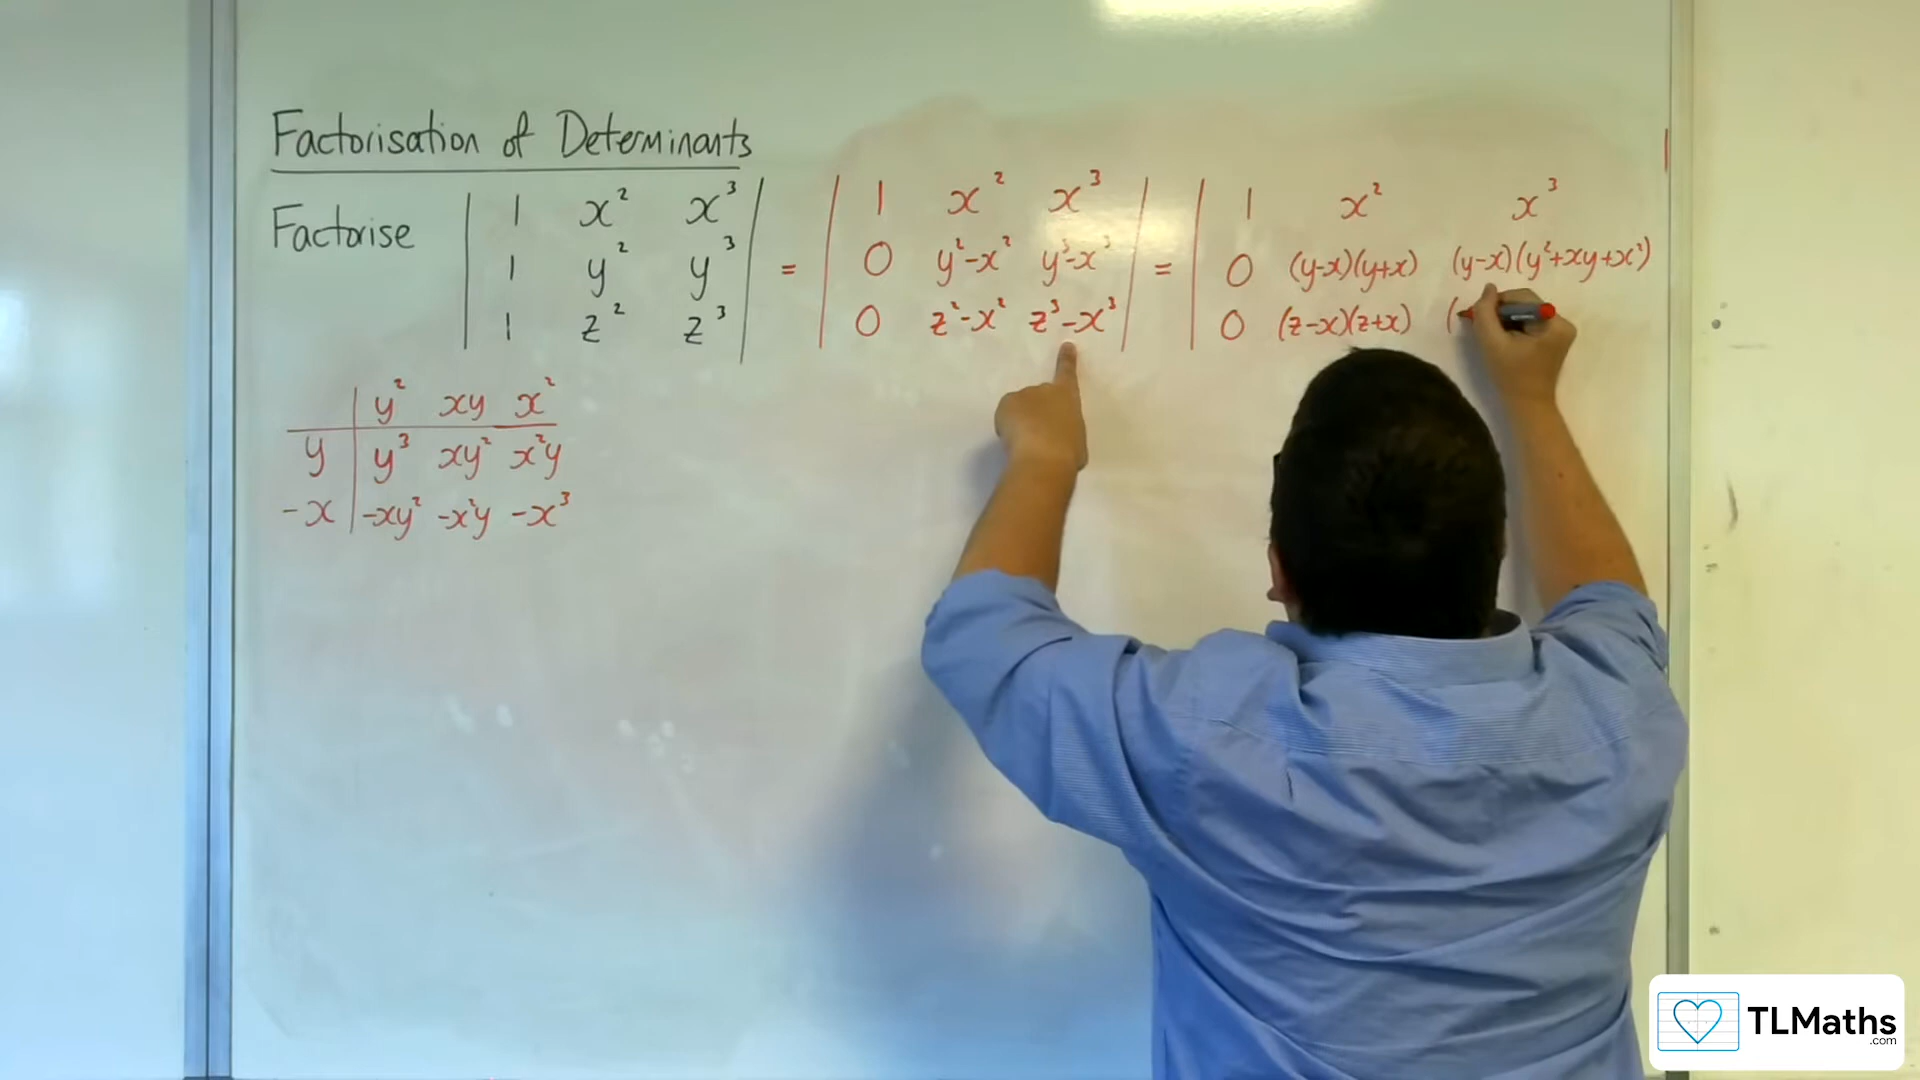 Factorisation of Determinants
Factorise | 1 x² x³ | = | 1 x² x³ | = | 1 x² x³
| 1 y² y³ | | 0 y²-x² y³-x³ | | 0 (y-x)(y+x) (y-x)(y²+xy+x²)
| 1 z² z³ | | 0 z²-x² z³-x³ | | 0 (z-x)(z+x) (
| y² xy x²
y | y³ xy² x²y
-x | -xy² -x²y -x³
TLMaths
.com